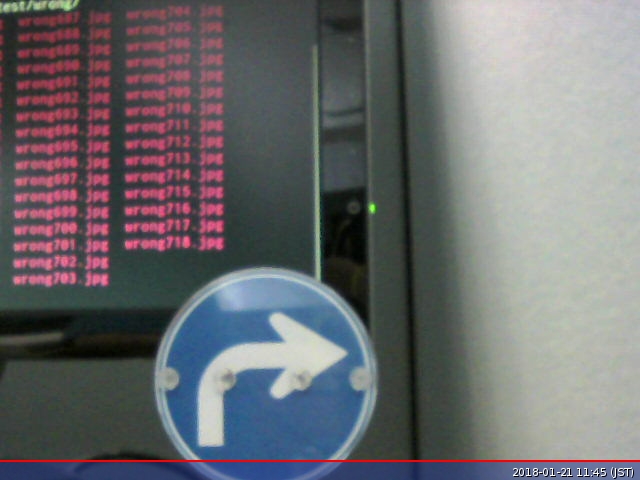 test/wrong/
wrong687.jpg wrong704.jpg
wrong688.jpg wrong705.jpg
wrong689.jpg wrong706.jpg
wrong690.jpg wrong707.jpg
wrong691.jpg wrong708.jpg
wrong692.jpg wrong709.jpg
wrong693.jpg wrong710.jpg
wrong694.jpg wrong711.jpg
wrong695.jpg wrong712.jpg
wrong696.jpg wrong713.jpg
wrong697.jpg wrong714.jpg
wrong698.jpg wrong715.jpg
wrong699.jpg wrong716.jpg
wrong700.jpg wrong717.jpg
wrong701.jpg wrong718.jpg
wrong702.jpg
wrong703.jpg
2018-01-21 11:45 (JST)